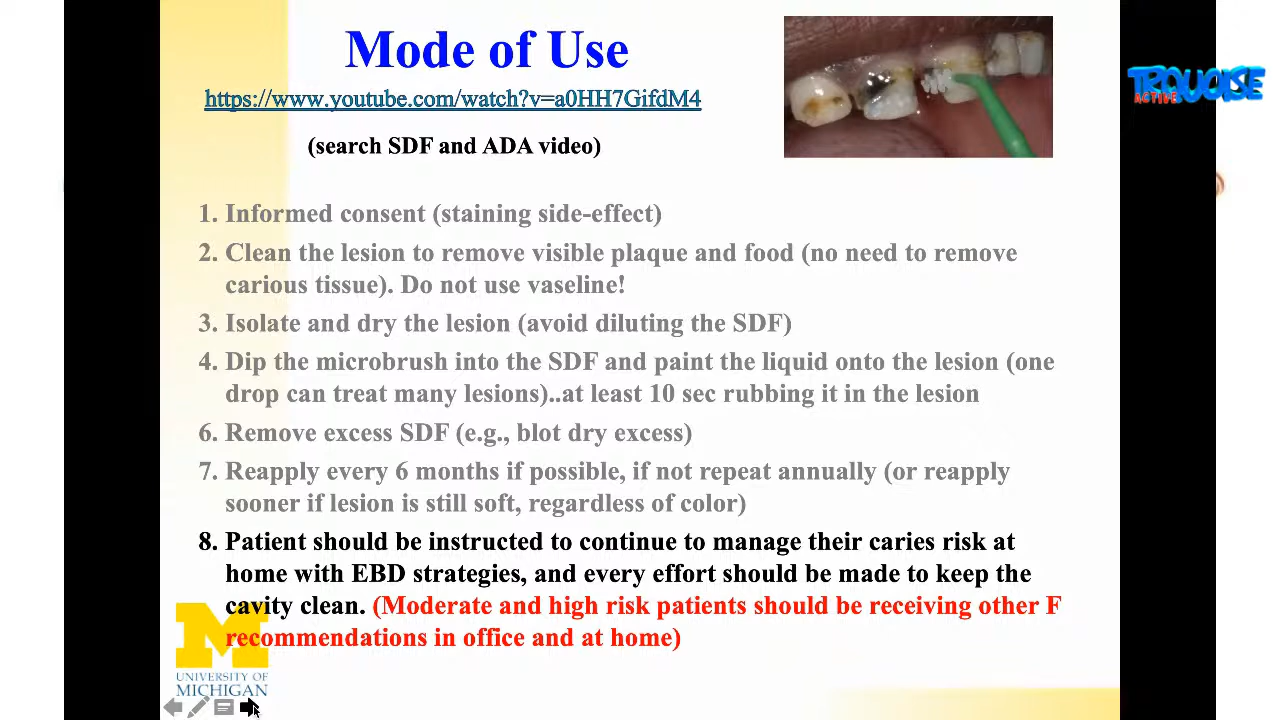 Mode of Use
https://www.youtube.com/watch?v=a0HH7GifdM4
(search SDF and ADA video)
TRQUOISE
ACTIVE
1. Informed consent (staining side-effect)
2. Clean the lesion to remove visible plaque and food (no need to remove
carious tissue). Do not use vaseline!
3. Isolate and dry the lesion (avoid diluting the SDF)
4. Dip the microbrush into the SDF and paint the liquid onto the lesion (one
drop can treat many lesions)..at least 10 sec rubbing it in the lesion
6. Remove excess SDF (e.g., blot dry excess)
7. Reapply every 6 months if possible, if not repeat annually (or reapply
sooner if lesion is still soft, regardless of color)
8. Patient should be instructed to continue to manage their caries risk at
home with EBD strategies, and every effort should be made to keep the
cavity clean. (Moderate and high risk patients should be receiving other F
recommendations in office and at home)
M
UNIVERSITY OF
MICHIGAN